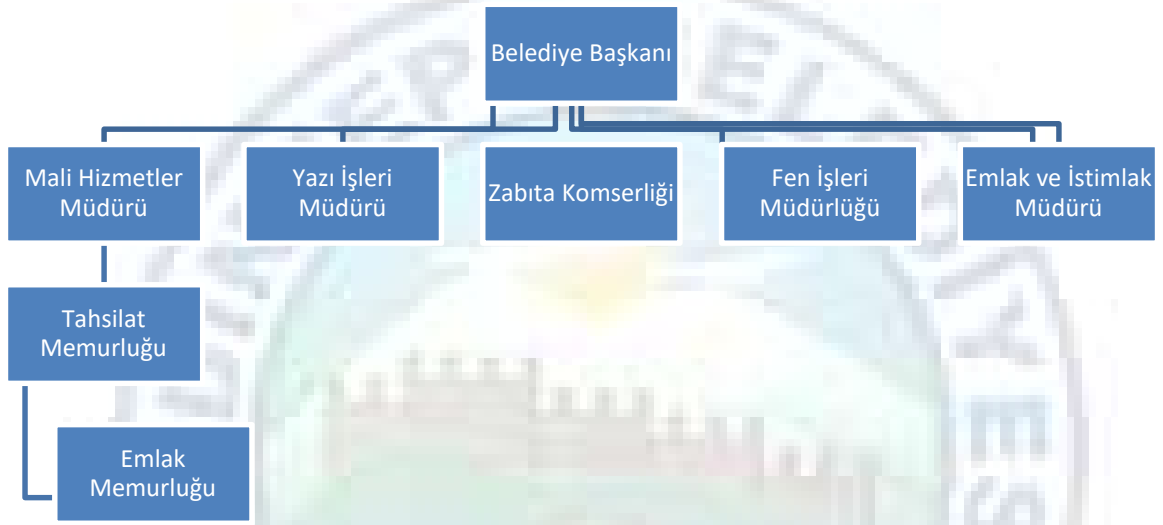 Belediye Başkanı
Mali Hizmetler
Müdürü
Yazı İşleri
Müdürü
Zabıta Komserliği
Fen İşleri
Müdürlüğü
Emlak ve İstimlak
Müdürü
Tahsilat
Memurluğu
Emlak
Memurluğu